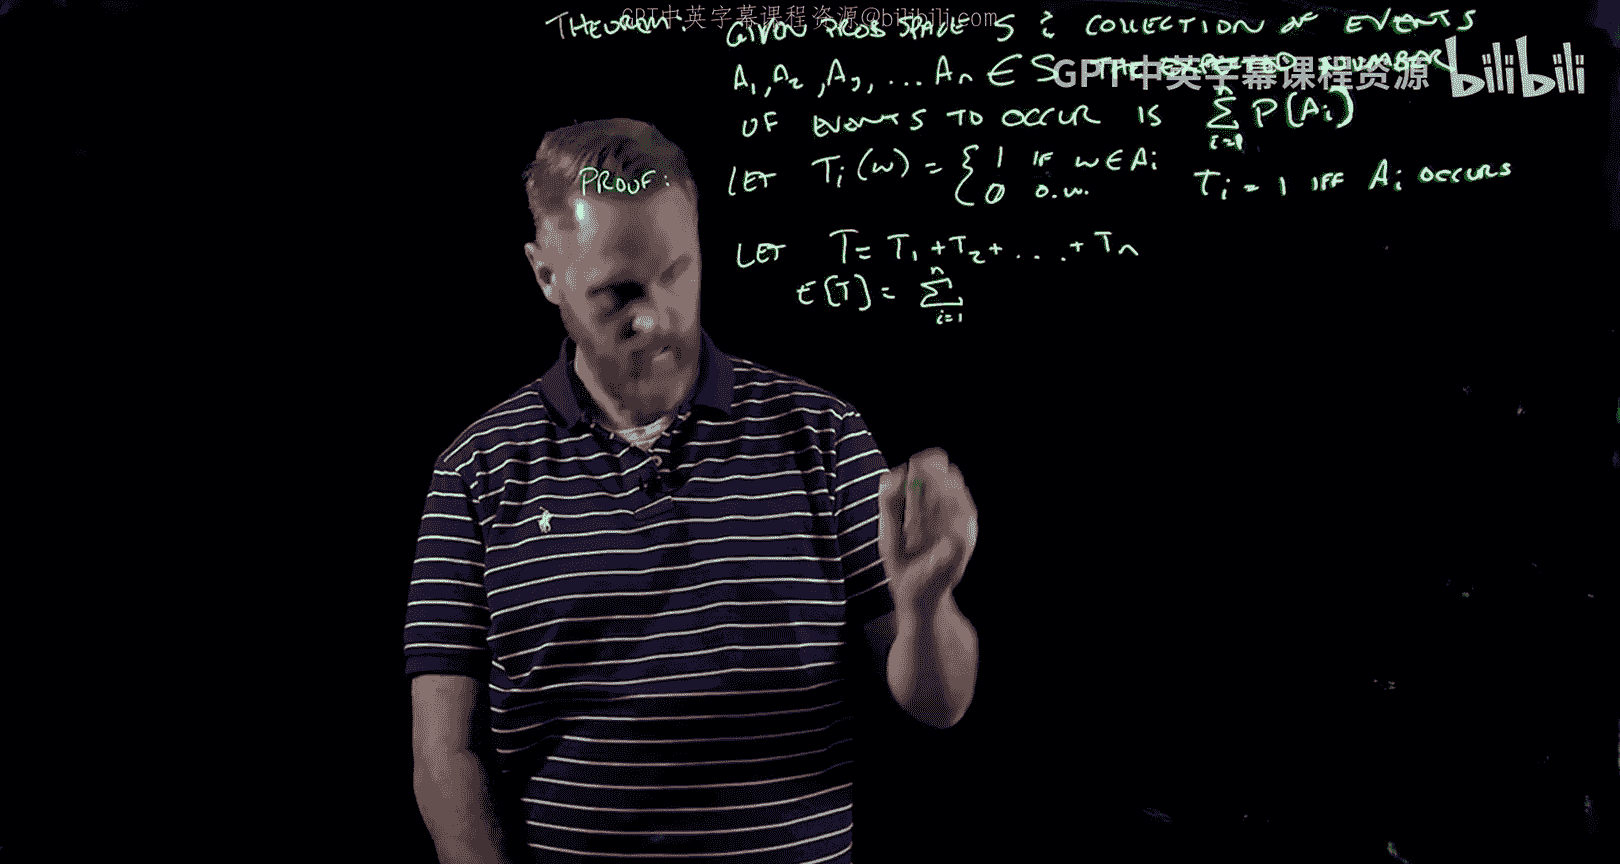 GPT中英字幕课程资源@bilibili.com
THEOREM: GIVEN PROB SPACE S & COLLECTION OF EVENTS
A₁, A₂, A₃, ... Aₙ ∈ S THE EXPECTED NUMBER
GPT中英字幕课程资源 bilibili
OF EVENTS TO OCCUR IS ∑ᵢ₌₁ⁿ P(Aᵢ)
PROOF: LET Tᵢ(w) = { 1 IF w ∈ Aᵢ
0 O.W.
Tᵢ = 1 IFF Aᵢ OCCURS
LET T = T₁ + T₂ + ... + Tₙ
E[T] = ∑ᵢ₌₁ⁿ